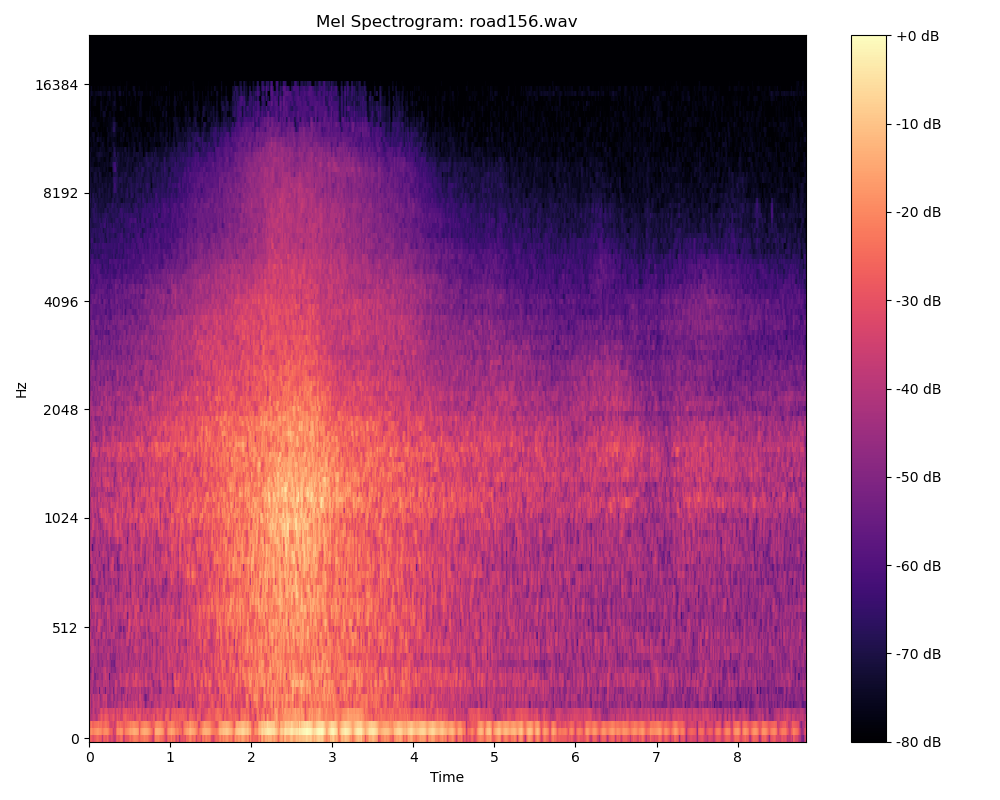 Mel Spectrogram: road156.wav
Hz
16384
8192
4096
2048
1024
512
0
0 1 2 3 4 5 6 7 8
Time
+0 dB
-10 dB
-20 dB
-30 dB
-40 dB
-50 dB
-60 dB
-70 dB
-80 dB